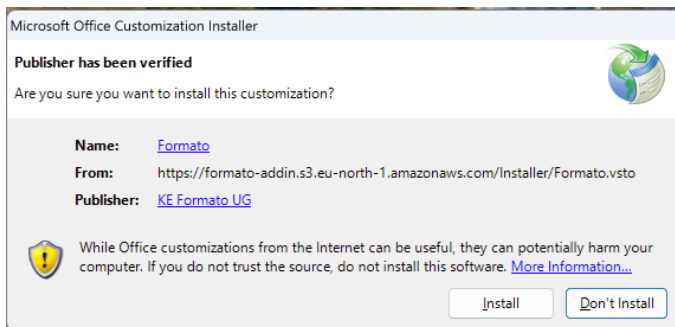 Microsoft Office Customization Installer
Publisher has been verified
Are you sure you want to install this customization?
Name: Formato
From: https://formato-addin.s3.eu-north-1.amazonaws.com/Installer/Formato.vsto
Publisher: KE Formato UG
While Office customizations from the Internet can be useful, they can potentially harm your
computer. If you do not trust the source, do not install this software. More Information...
Install Don't Install